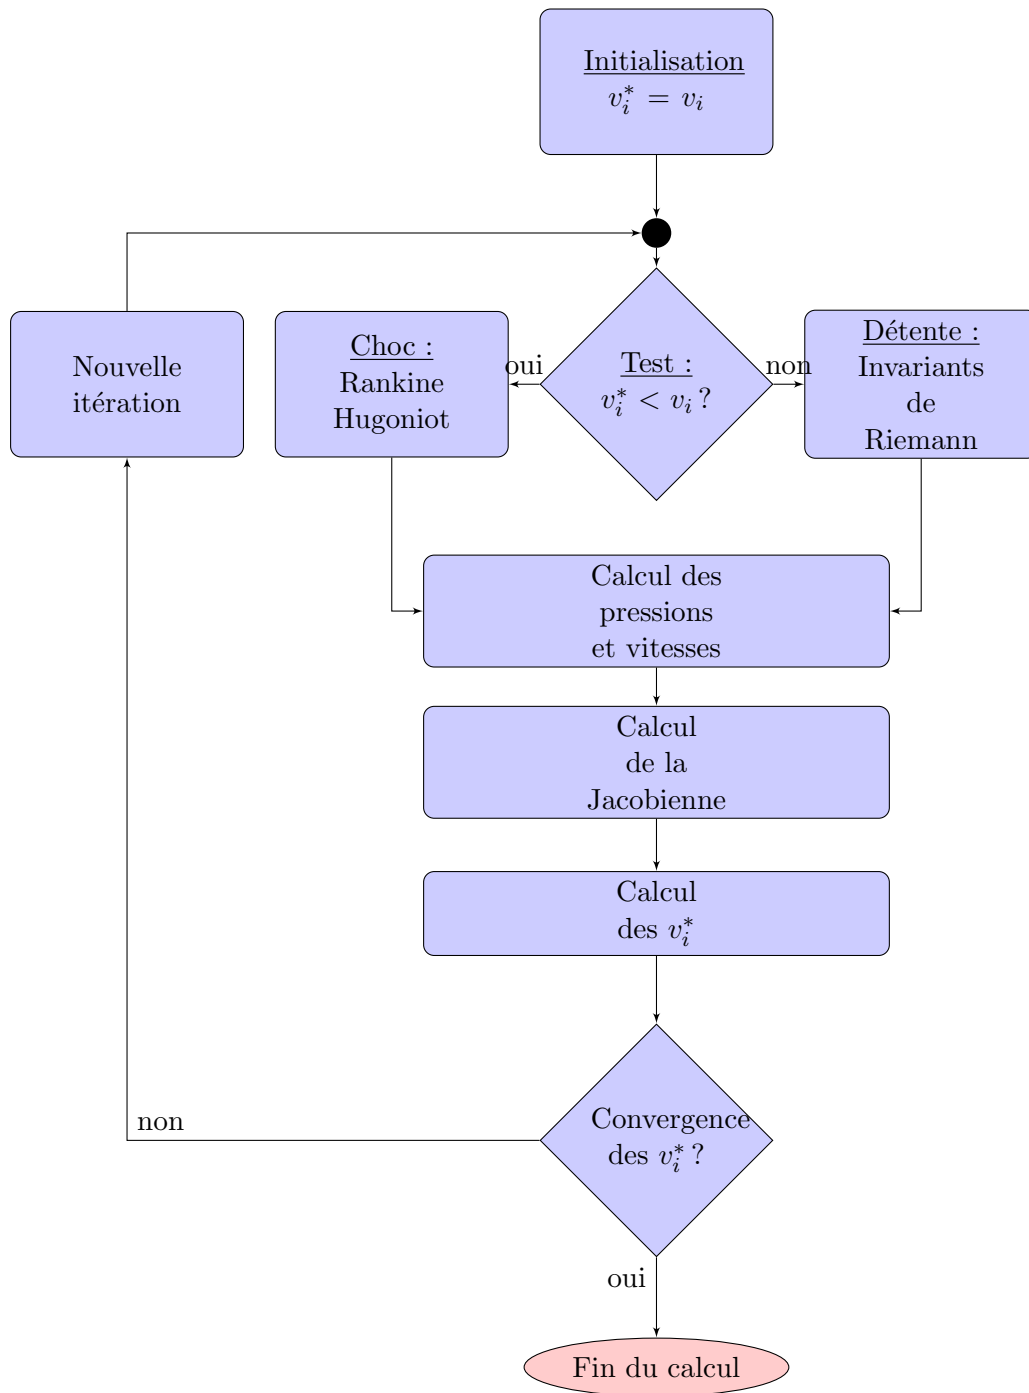 Initialisation
$v_i^* = v_i$
Nouvelle
itération
Choc :
Rankine
Hugoniot
oui
Test :
$v_i^* < v_i$ ?
non
Détente :
Invariants
de
Riemann
Calcul des
pressions
et vitesses
Calcul
de la
Jacobienne
Calcul
des $v_i^*$
Convergence
des $v_i^*$ ?
non
oui
Fin du calcul